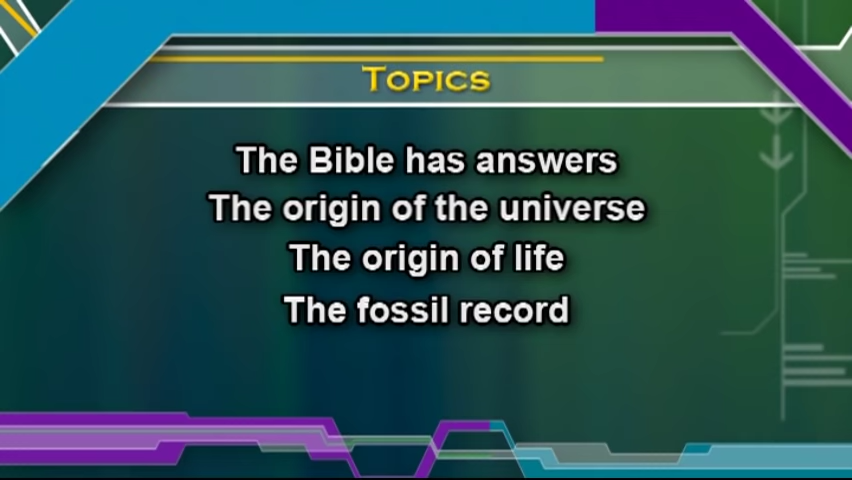 Topics
The Bible has answers
The origin of the universe
The origin of life
The fossil record